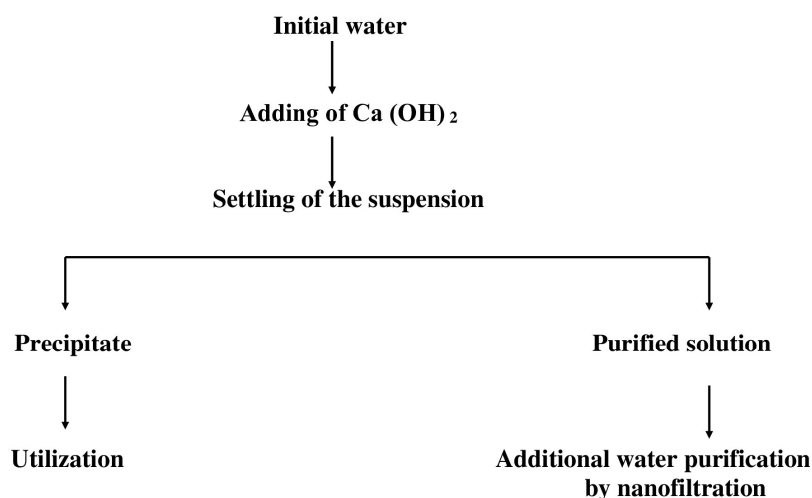 Initial water
Adding of Ca (OH) 2
Settling of the suspension
Precipitate
Purified solution
Utilization
Additional water purification
by nanofiltration